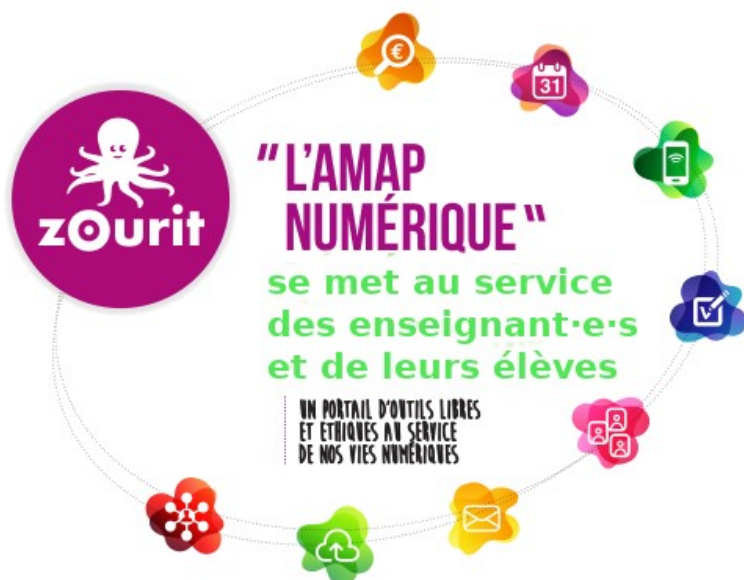 zourit
"L'AMAP
NUMÉRIQUE"
se met au service
des enseignant·e·s
et de leurs élèves
UN PORTAIL D'OUTILS LIBRES
ET ETHIQUES AU SERVICE
DE NOS VIES NUMÉRIQUES
€
31